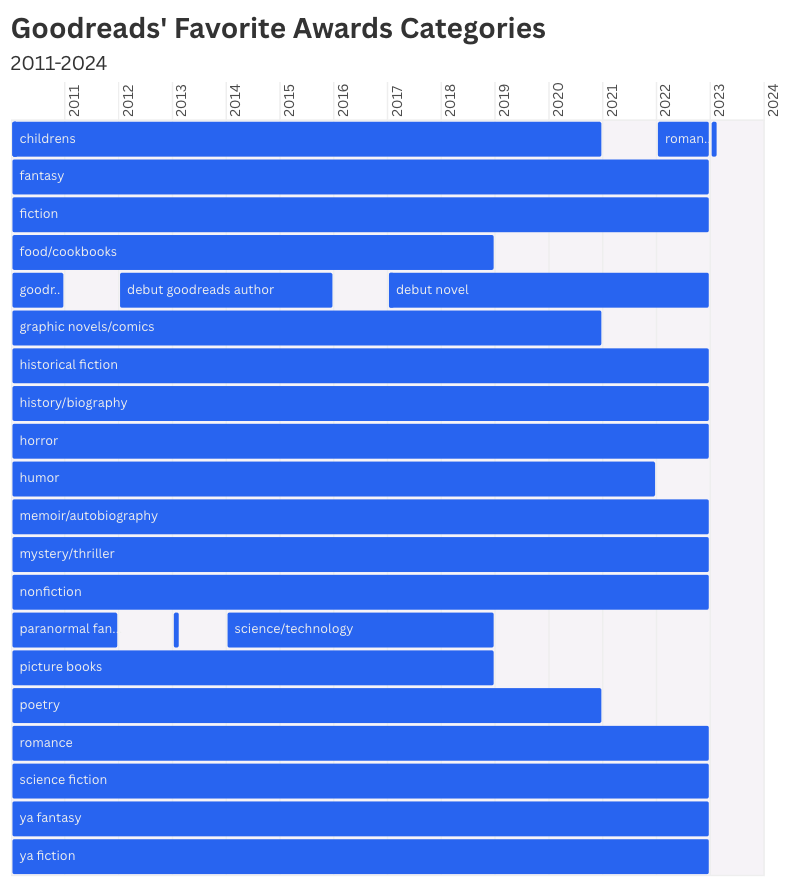 Goodreads' Favorite Awards Categories
2011-2024
2011 2012 2013 2014 2015 2016 2017 2018 2019 2020 2021 2022 2023 2024
childrens roman..
fantasy
fiction
food/cookbooks
goodr.. debut goodreads author debut novel
graphic novels/comics
historical fiction
history/biography
horror
humor
memoir/autobiography
mystery/thriller
nonfiction
paranormal fan.. science/technology
picture books
poetry
romance
science fiction
ya fantasy
ya fiction